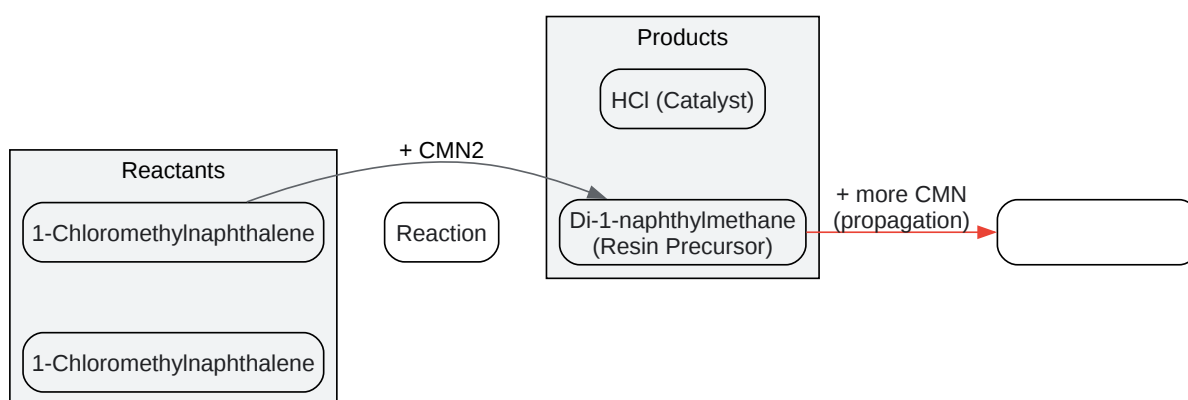 Products
HCl (Catalyst)
+ CMN2
Reactants
1-Chloromethylnaphthalene
Reaction
Di-1-naphthylmethane
(Resin Precursor)
+ more CMN
(propagation)
1-Chloromethylnaphthalene